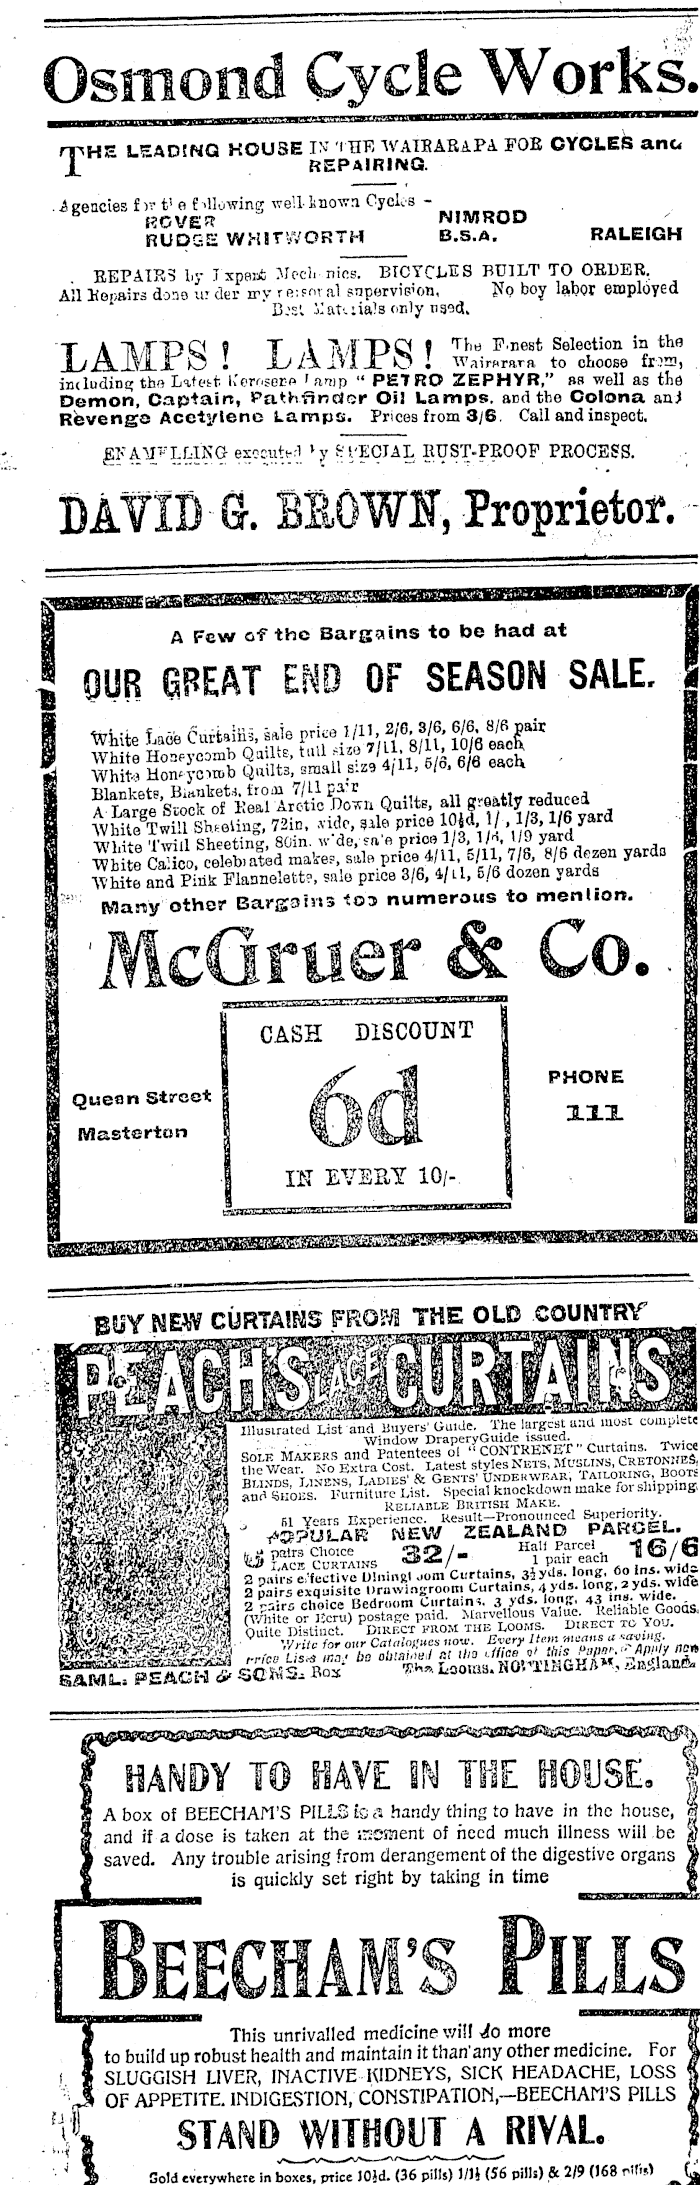 Osmond Cycle Works.
THE LEADING HOUSE IN THE WAIRARAPA FOR CYCLES and
REPAIRING.
Agencies for the following well known Cycles -
ROVER NIMROD
RUDGE WHITWORTH B.S.A. RALEIGH
REPAIRS by Expert Mechanics. BICYCLES BUILT TO ORDER.
All Repairs done under my personal supervision. No boy labor employed
Best Materials only used.
LAMPS! LAMPS! The Finest Selection in the
Wairarapa to choose from,
including the Latest Kerosene Lamp "PETRO ZEPHYR," as well as the
Demon, Captain, Pathfinder Oil Lamps, and the Colona and
Revenge Acetylene Lamps. Prices from 3/6. Call and inspect.
ENAMELLING executed by SPECIAL RUST-PROOF PROCESS.
DAVID G. BROWN, Proprietor.
A Few of the Bargains to be had at
OUR GREAT END OF SEASON SALE.
White Lace Curtains, sale price 1/11, 2/6, 3/6, 6/6, 8/6 pair
White Honeycomb Quilts, full size 7/11, 8/11, 10/6 each
White Honeycomb Quilts, small size 4/11, 5/6, 6/6 each
Blankets, Blankets, from 7/11 pair
A Large Stock of Real Arctic Down Quilts, all greatly reduced
White Twill Sheeting, 72in. wide, sale price 10½d, 1/ , 1/3, 1/6 yard
White Twill Sheeting, 80in. wide, sale price 1/3, 1/6, 1/9 yard
White Calico, celebrated makes, sale price 4/11, 5/11, 7/6, 8/6 dozen yards
White and Pink Flannelette, sale price 3/6, 4/11, 5/6 dozen yards
Many other Bargains too numerous to mention.
McGruer & Co.
CASH DISCOUNT
6d
IN EVERY 10/-
Queen Street
Masterton
PHONE
111
BUY NEW CURTAINS FROM THE OLD COUNTRY
PEACH'S LACE CURTAINS
Illustrated List and Buyers' Guide. The largest and most complete
Window Drapery Guide issued.
SOLE MAKERS and Patentees of "CONTRENET" Curtains. Twice
the Wear. No Extra Cost. Latest styles NETS, MUSLINS, CRETONNES,
BLINDS, LINENS, LADIES' & GENTS' UNDERWEAR, TAILORING, BOOTS
and SHOES. Furniture List. Special knockdown make for shipping.
RELIABLE BRITISH MAKE.
51 Years Experience. Result—Pronounced Superiority.
POPULAR NEW ZEALAND PARCEL.
6 pairs Choice LACE CURTAINS 32/- Half Parcel 1 pair each 16/6
2 pairs effective Diningroom Curtains, 3½ yds. long, 60 ins. wide
2 pairs exquisite Drawingroom Curtains, 4 yds. long, 2 yds. wide
2 pairs choice Bedroom Curtains, 3 yds. long, 43 ins. wide.
(White or Ecru) postage paid. Marvellous Value. Reliable Goods.
Quite Distinct. DIRECT FROM THE LOOMS. DIRECT TO YOU.
Write for our Catalogues now. Every Item means a saving.
Price Lists may be obtained at the office of this Paper. Apply now
SAML. PEACH & SONS. Box The Looms, NOTTINGHAM, England.
HANDY TO HAVE IN THE HOUSE.
A box of BEECHAM'S PILLS is a handy thing to have in the house,
and if a dose is taken at the moment of need much illness will be
saved. Any trouble arising from derangement of the digestive organs
is quickly set right by taking in time
BEECHAM'S PILLS
This unrivalled medicine will do more
to build up robust health and maintain it than any other medicine. For
SLUGGISH LIVER, INACTIVE KIDNEYS, SICK HEADACHE, LOSS
OF APPETITE, INDIGESTION, CONSTIPATION,—BEECHAM'S PILLS
STAND WITHOUT A RIVAL.
Sold everywhere in boxes, price 10½d. (36 pills) 1/1½ (56 pills) & 2/9 (168 pills)